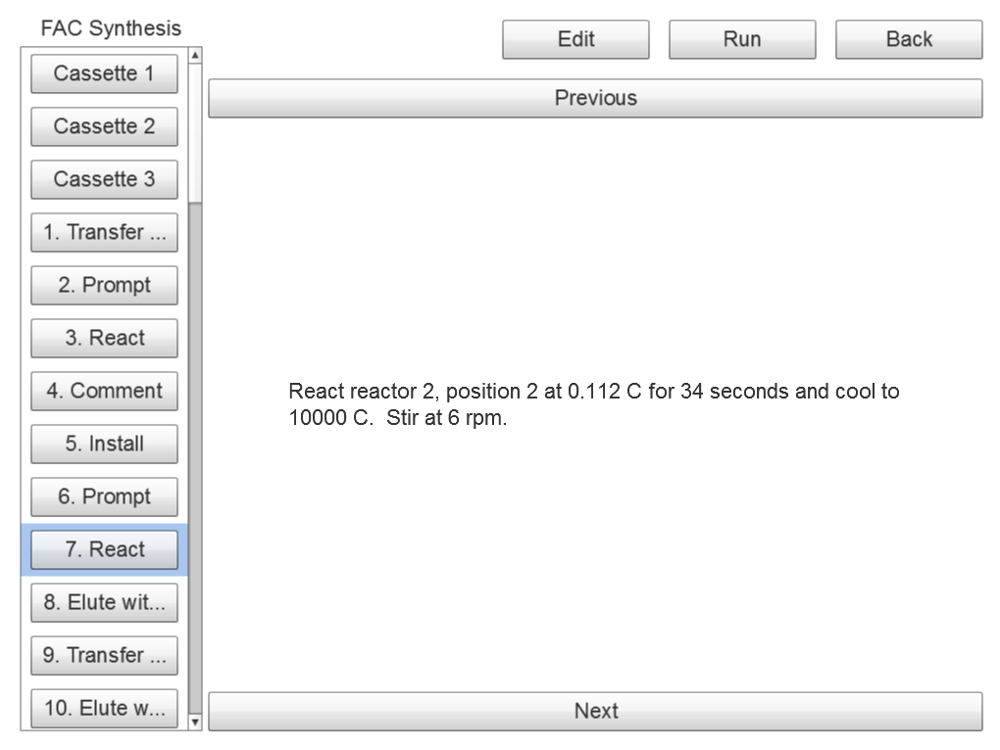 FAC Synthesis
Edit
Run
Back
Cassette 1
Cassette 2
Cassette 3
1. Transfer ...
2. Prompt
3. React
4. Comment
5. Install
6. Prompt
7. React
8. Elute wit...
9. Transfer ...
10. Elute w...
Previous
React reactor 2, position 2 at 0.112 C for 34 seconds and cool to
10000 C.  Stir at 6 rpm.
Next